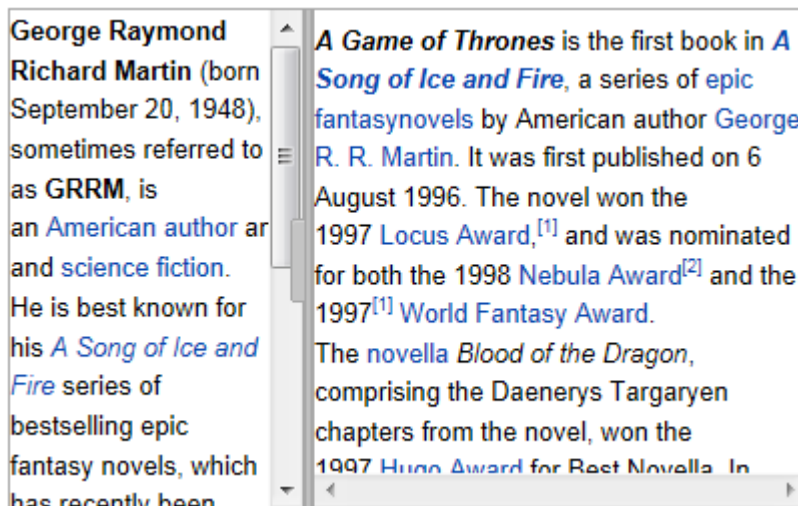 George Raymond
Richard Martin (born
September 20, 1948),
sometimes referred to
as GRRM, is
an American author ar
and science fiction.
He is best known for
his A Song of Ice and
Fire series of
bestselling epic
fantasy novels, which
has recently been
A Game of Thrones is the first book in A
Song of Ice and Fire, a series of epic
fantasynovels by American author George
R. R. Martin. It was first published on 6
August 1996. The novel won the
1997 Locus Award,[1] and was nominated
for both the 1998 Nebula Award[2] and the
1997[1] World Fantasy Award.
The novella Blood of the Dragon,
comprising the Daenerys Targaryen
chapters from the novel, won the
1997 Hugo Award for Best Novella. In